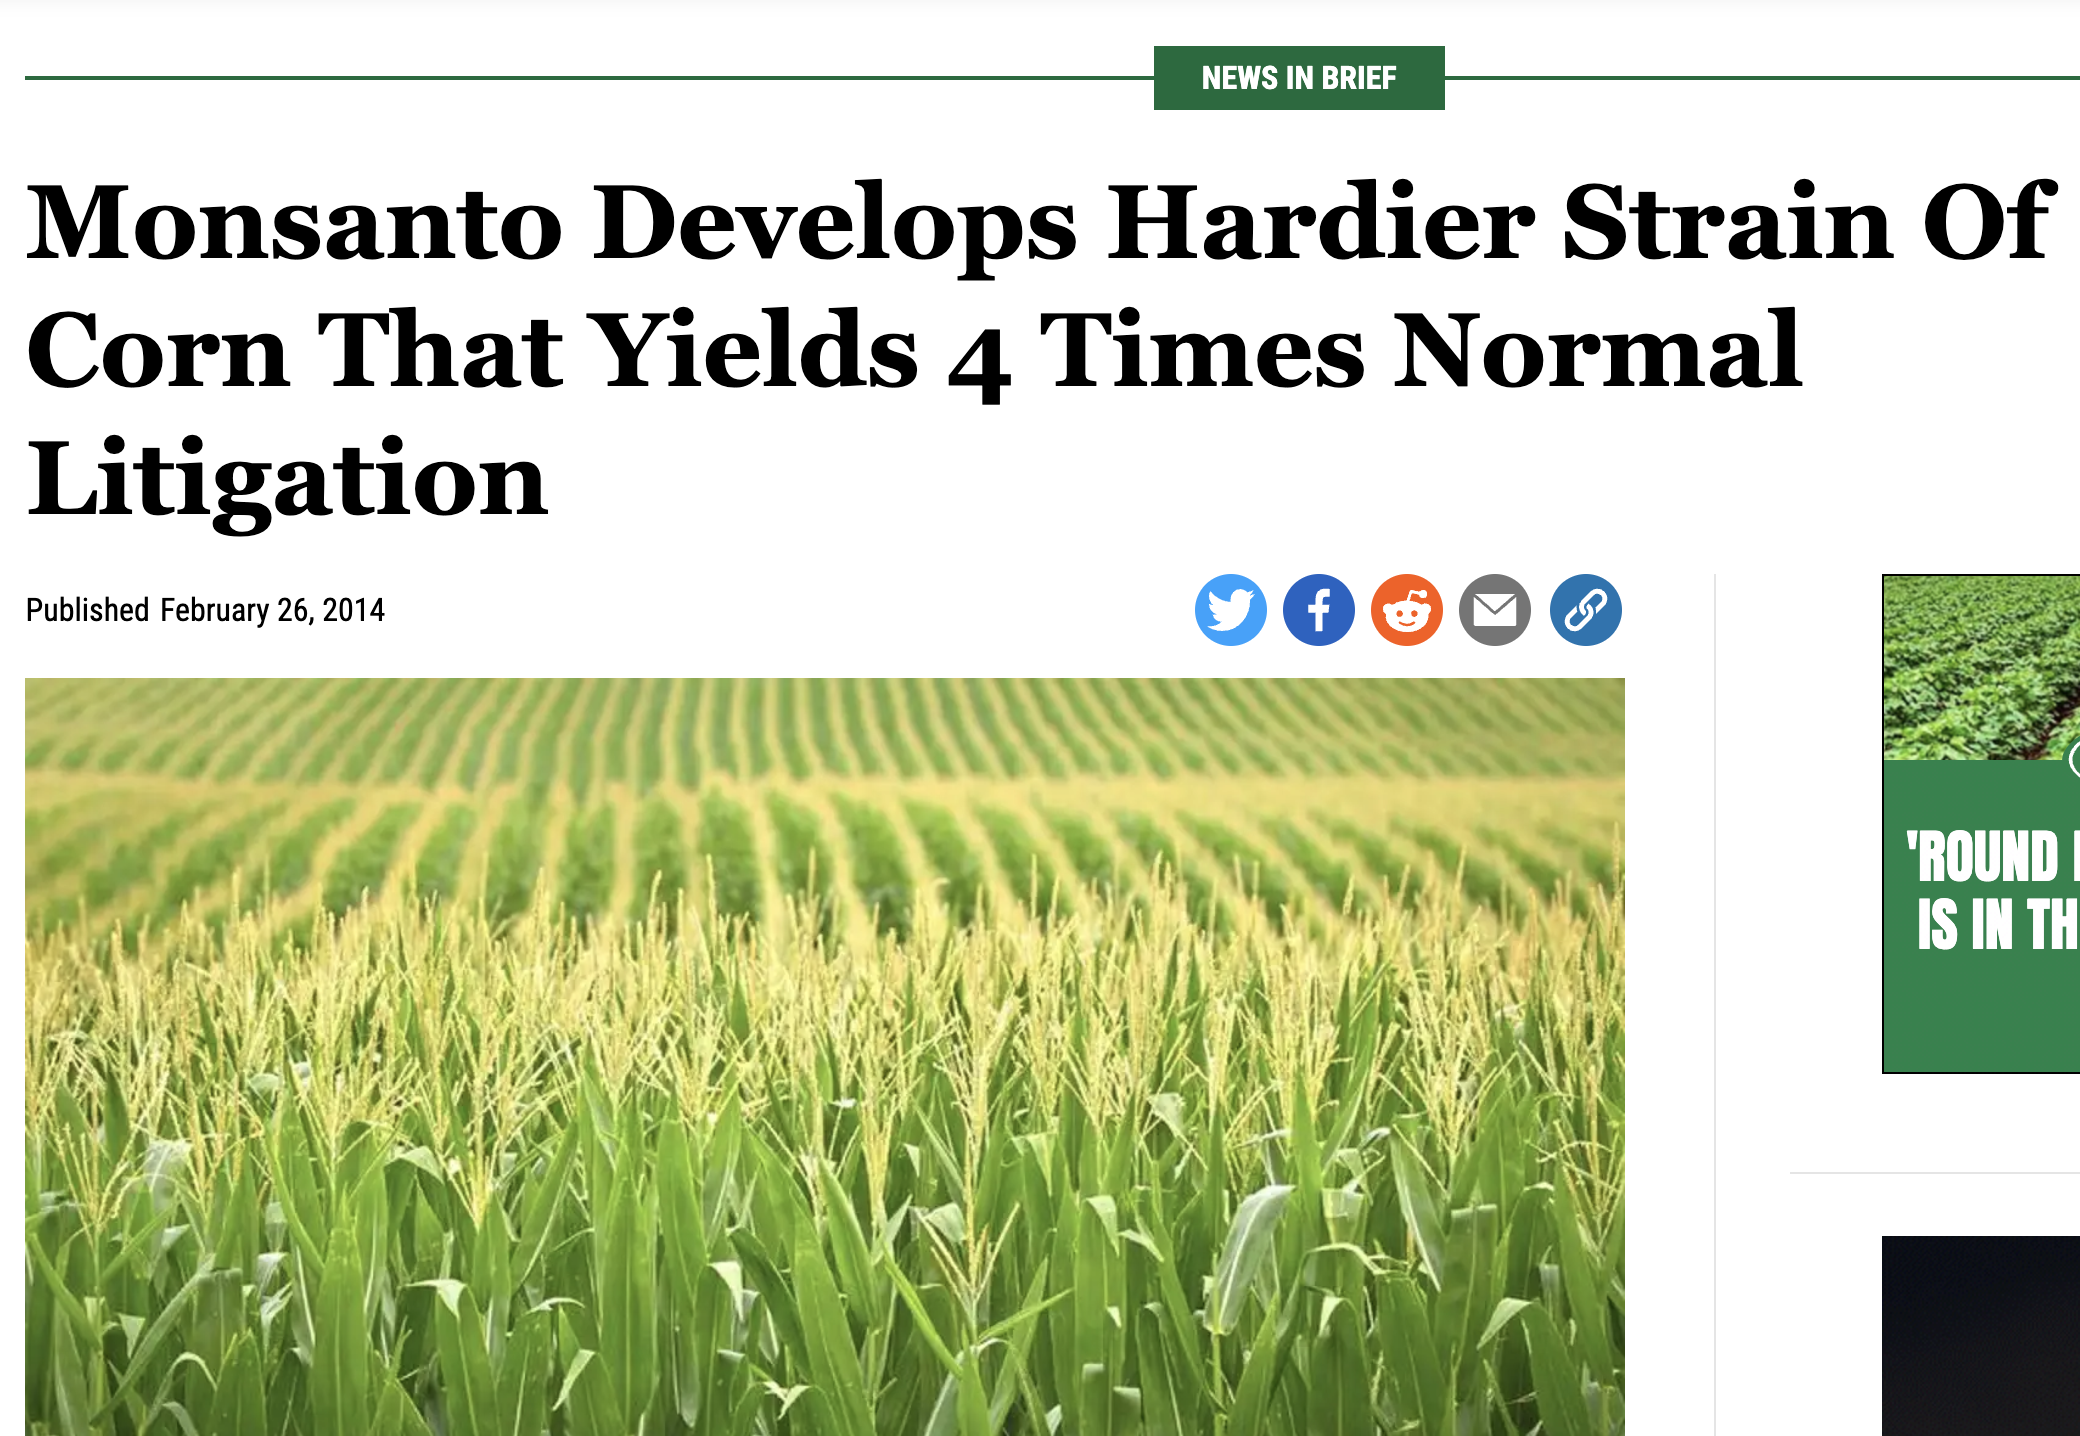 NEWS IN BRIEF
Monsanto Develops Hardier Strain Of
Corn That Yields 4 Times Normal
Litigation
Published February 26, 2014
'ROUND
IS IN